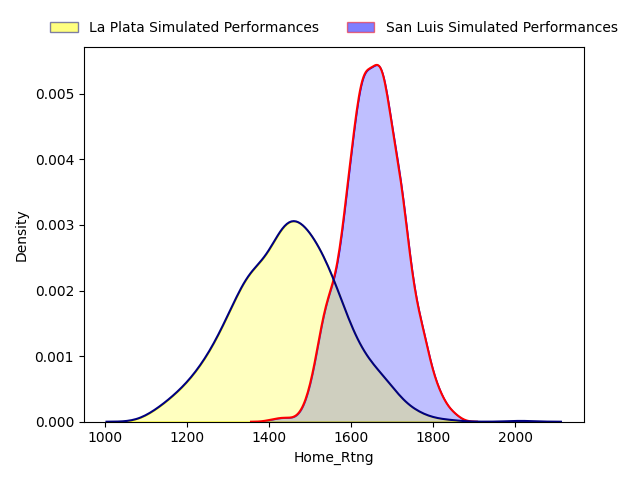 La Plata Simulated Performances San Luis Simulated Performances
0.005
0.004
0.003
0.002
0.001
0.000
Density
1000 1200 1400 1600 1800 2000
Home_Rtng